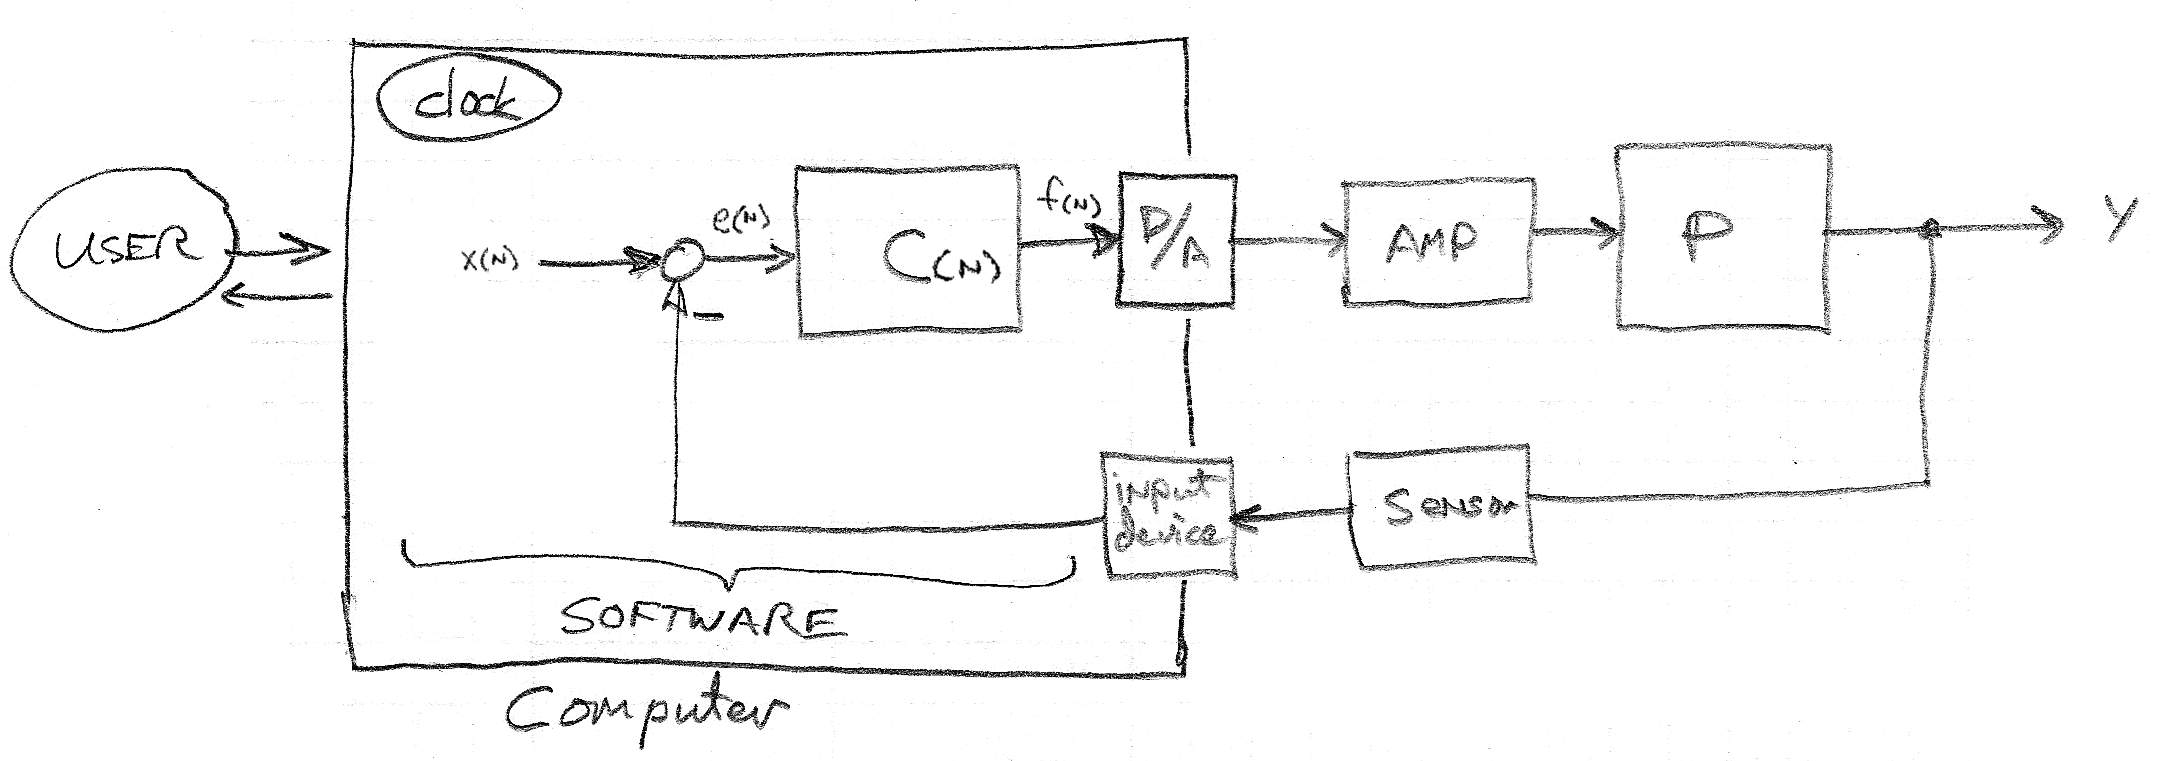 clock
USER
x(N)
e(N)
C(N)
f(N)
D/A
AMP
P
Y
input
device
SENSOR
SOFTWARE
Computer